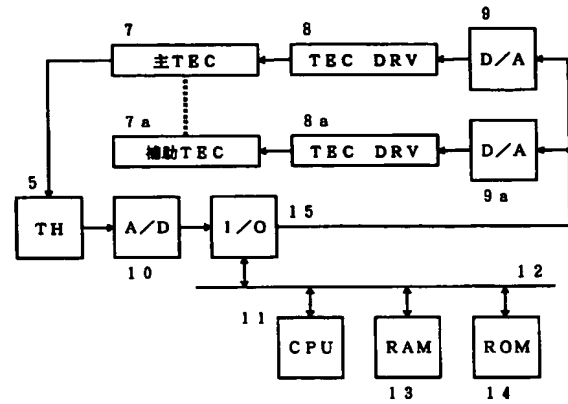 7
8
9
主TEC
TEC DRV
D/A
7a
8a
補助TEC
TEC DRV
D/A
9a
5
15
TH
A/D
I/O
10
12
11
CPU
RAM
ROM
13
14